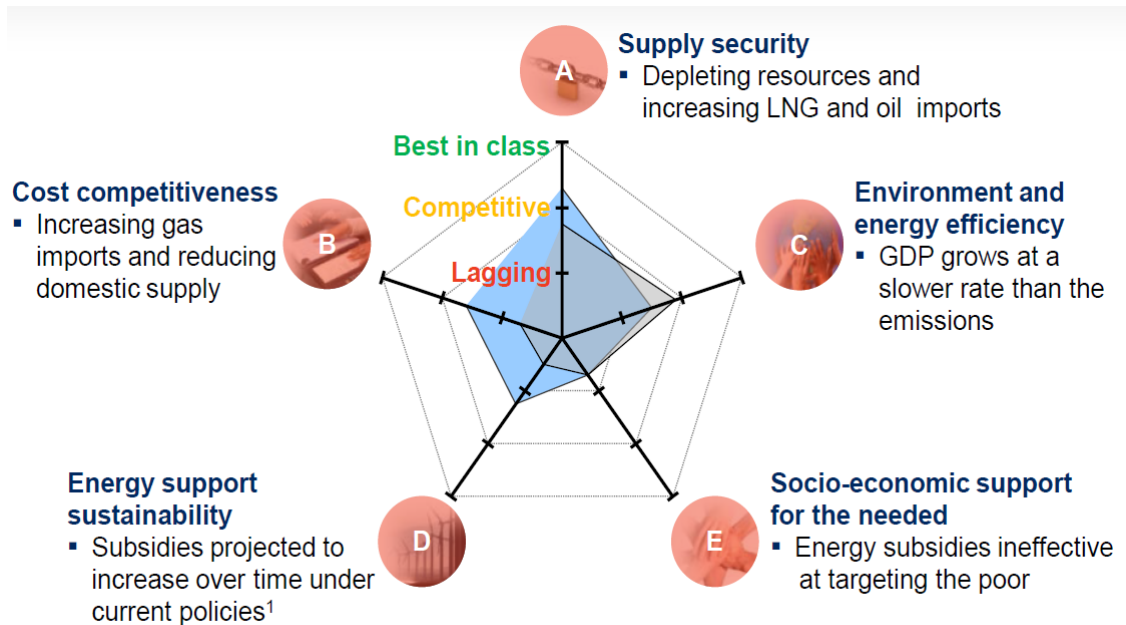 A
Supply security
▪ Depleting resources and
increasing LNG and oil imports
Best in class
Competitive
Lagging
Cost competitiveness
▪ Increasing gas
imports and reducing
domestic supply
B
Environment and
energy efficiency
▪ GDP grows at a
slower rate than the
emissions
C
Energy support
sustainability
▪ Subsidies projected to
increase over time under
current policies¹
D
Socio-economic support
for the needed
▪ Energy subsidies ineffective
at targeting the poor
E